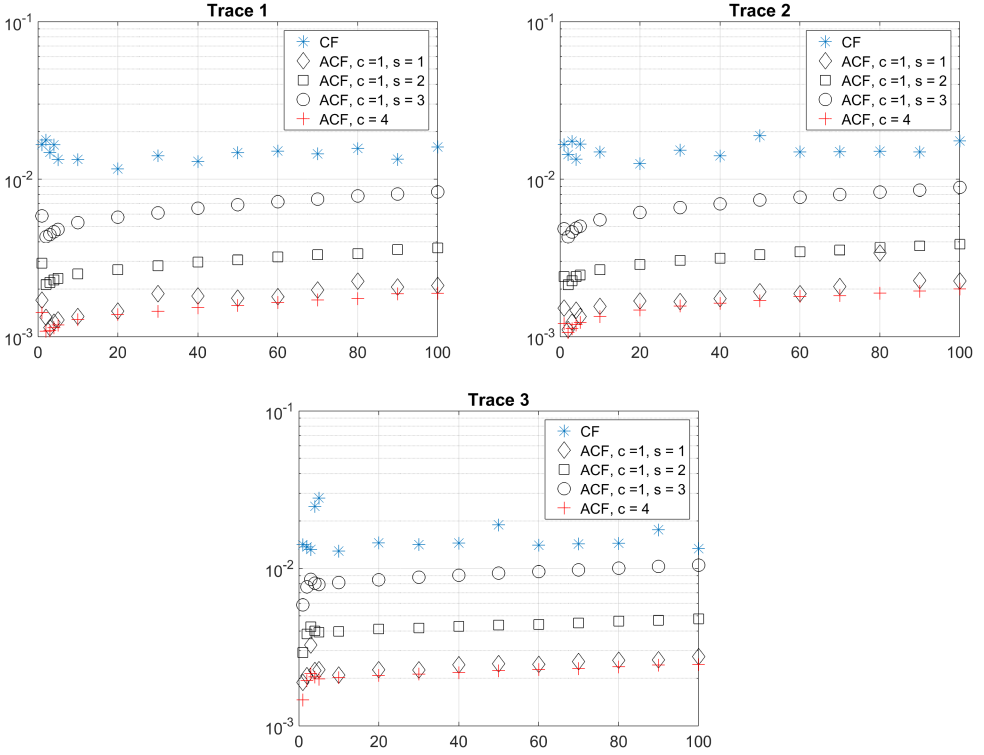 Trace 1
10^-1
10^-2
10^-3
0 20 40 60 80 100
CF
ACF, c =1, s = 1
ACF, c =1, s = 2
ACF, c =1, s = 3
ACF, c = 4
Trace 2
10^-1
10^-2
10^-3
0 20 40 60 80 100
CF
ACF, c =1, s = 1
ACF, c =1, s = 2
ACF, c =1, s = 3
ACF, c = 4
Trace 3
10^-1
10^-2
10^-3
0 20 40 60 80 100
CF
ACF, c =1, s = 1
ACF, c =1, s = 2
ACF, c =1, s = 3
ACF, c = 4